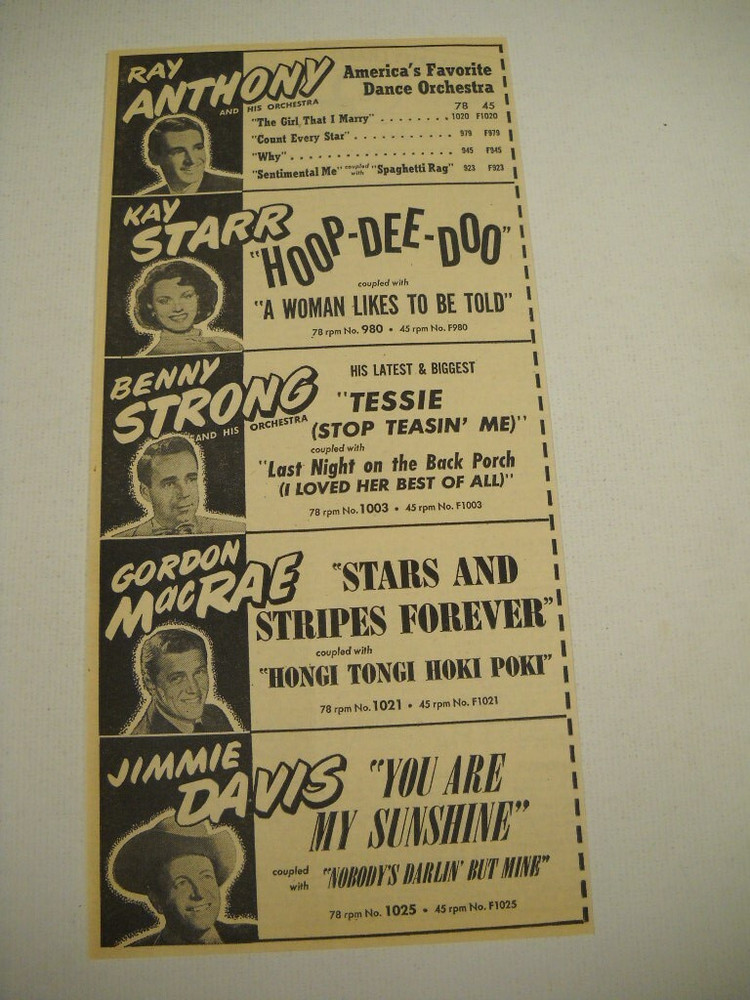 RAY
ANTHONY
AND HIS ORCHESTRA
America's Favorite
Dance Orchestra
78 45
"The Girl That I Marry" ........ 1020 F1020
"Count Every Star" .......... 979 F979
"Why" .................. 945 F945
"Sentimental Me" coupled with "Spaghetti Rag" 923 F923
KAY
STARR
"HOOP-DEE-DOO"
coupled with
"A WOMAN LIKES TO BE TOLD"
78 rpm No. 980 • 45 rpm No. F980
BENNY
STRONG
AND HIS ORCHESTRA
HIS LATEST & BIGGEST
"TESSIE
(STOP TEASIN' ME)"
coupled with
"Last Night on the Back Porch
(I LOVED HER BEST OF ALL)"
78 rpm No. 1003 • 45 rpm No. F1003
GORDON
MacRAE
"STARS AND
STRIPES FOREVER"
coupled with
"HONGI TONGI HOKI POKI"
78 rpm No. 1021 • 45 rpm No. F1021
JIMMIE
DAVIS
"YOU ARE
MY SUNSHINE"
coupled
with "NOBODY'S DARLIN' BUT MINE"
78 rpm No. 1025 • 45 rpm No. F1025